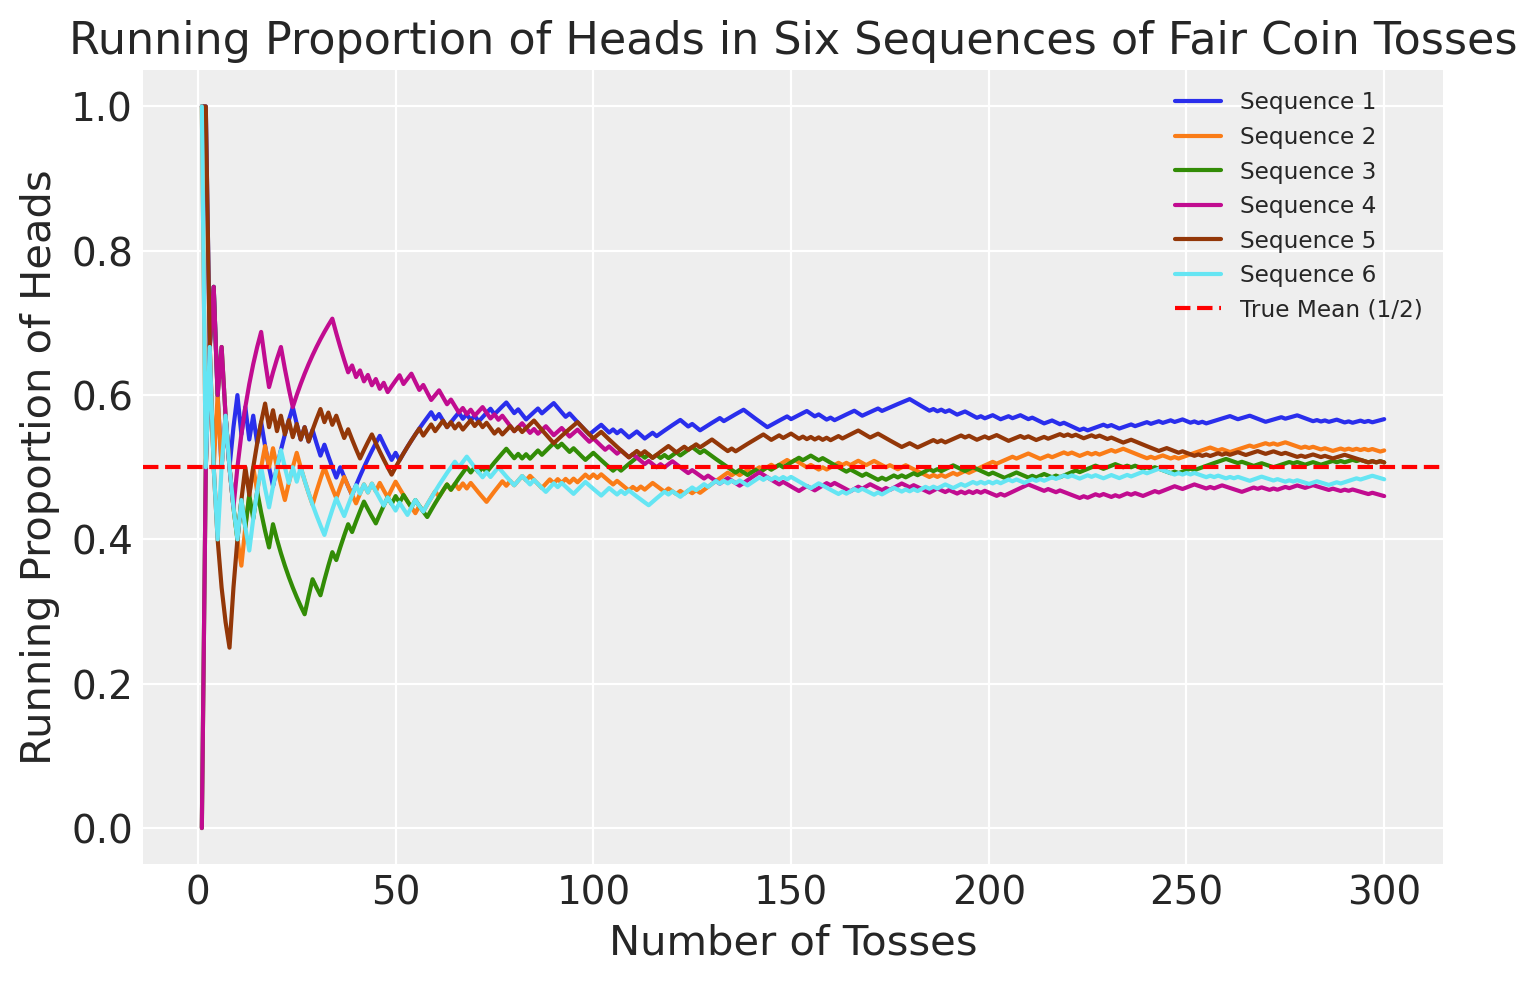 Running Proportion of Heads in Six Sequences of Fair Coin Tosses
Running Proportion of Heads
1.0
0.8
0.6
0.4
0.2
0.0
Sequence 1
Sequence 2
Sequence 3
Sequence 4
Sequence 5
Sequence 6
True Mean (1/2)
0 50 100 150 200 250 300
Number of Tosses